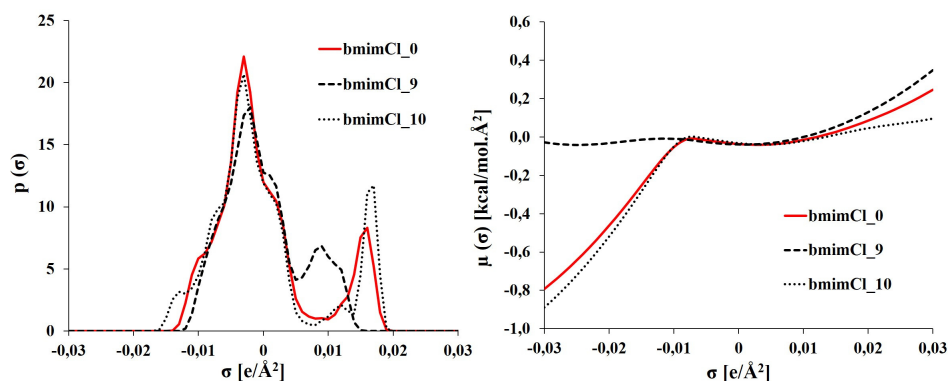 25
20
15
10
5
0
p (σ)
bmimCl_0
bmimCl_9
bmimCl_10
-0,03
-0,02
-0,01
0
0,01
0,02
0,03
σ [e/Å²]
0,6
0,4
0,2
0,0
-0,2
-0,4
-0,6
-0,8
-1,0
μ (σ) [kcal/mol.Å²]
bmimCl_0
bmimCl_9
bmimCl_10
-0,03
-0,02
-0,01
0
0,01
0,02
0,03
σ [e/Å²]